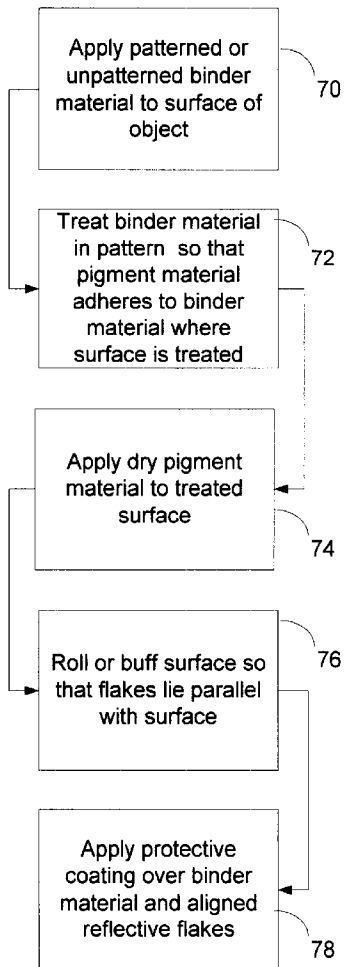 Apply patterned or
unpatterned binder
material to surface of
object
70
Treat binder material
in pattern so that
pigment material
adheres to binder
material where
surface is treated
72
Apply dry pigment
material to treated
surface
74
Roll or buff surface so
that flakes lie parallel
with surface
76
Apply protective
coating over binder
material and aligned
reflective flakes
78